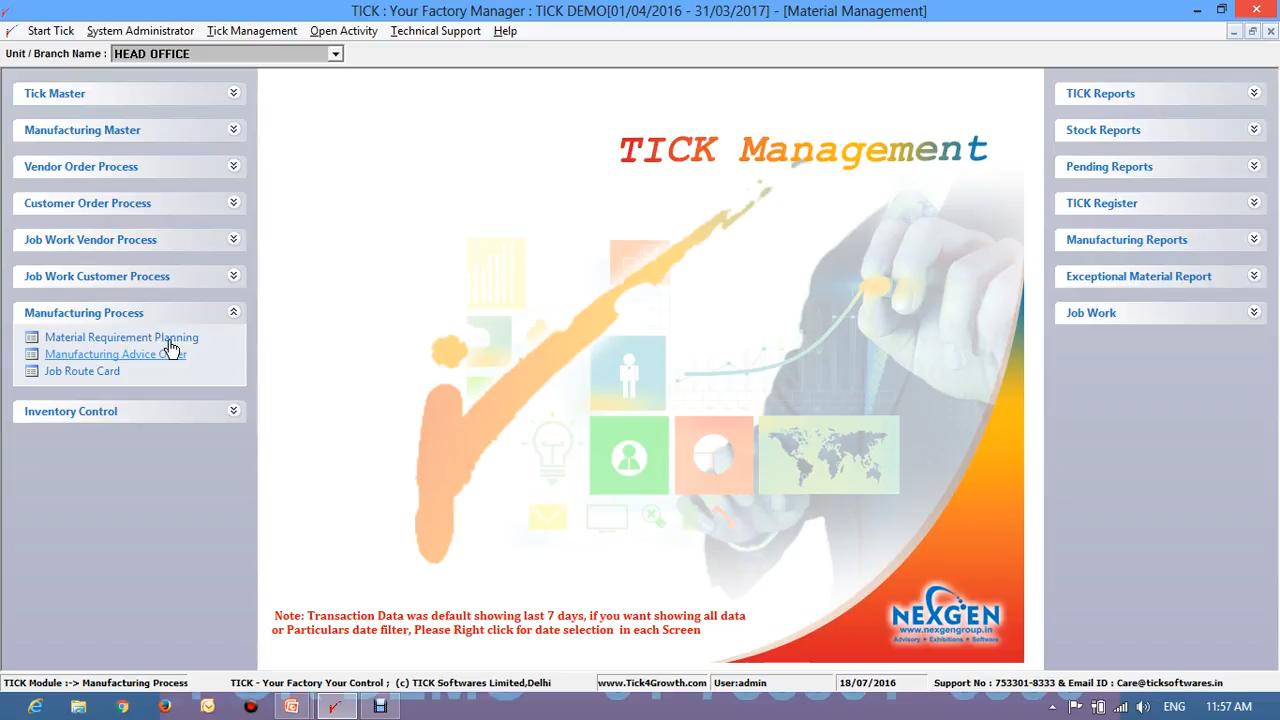 TICK : Your Factory Manager : TICK DEMO[01/04/2016 - 31/03/2017] - [Material Management]
Start Tick System Administrator Tick Management Open Activity Technical Support Help
Unit / Branch Name : HEAD OFFICE
Tick Master
Manufacturing Master
Vendor Order Process
Customer Order Process
Job Work Vendor Process
Job Work Customer Process
Manufacturing Process
Material Requirement Planning
Manufacturing Advice
Job Route Card
Inventory Control
TICK Management
TICK Reports
Stock Reports
Pending Reports
TICK Register
Manufacturing Reports
Exceptional Material Report
Job Work
Note: Transaction Data was default showing last 7 days, if you want showing all data
or Particulars date filter, Please Right click for date selection in each Screen
NEXGEN
www.nexgengroup.in
Advisory • Exhibitions • Software
TICK Module :-> Manufacturing Process TICK - Your Factory Your Control ; (c) TICK Softwares Limited,Delhi www.Tick4Growth.com User:admin 18/07/2016 Support No : 753301-8333 & Email ID : Care@ticksoftwares.in
ENG 11:57 AM